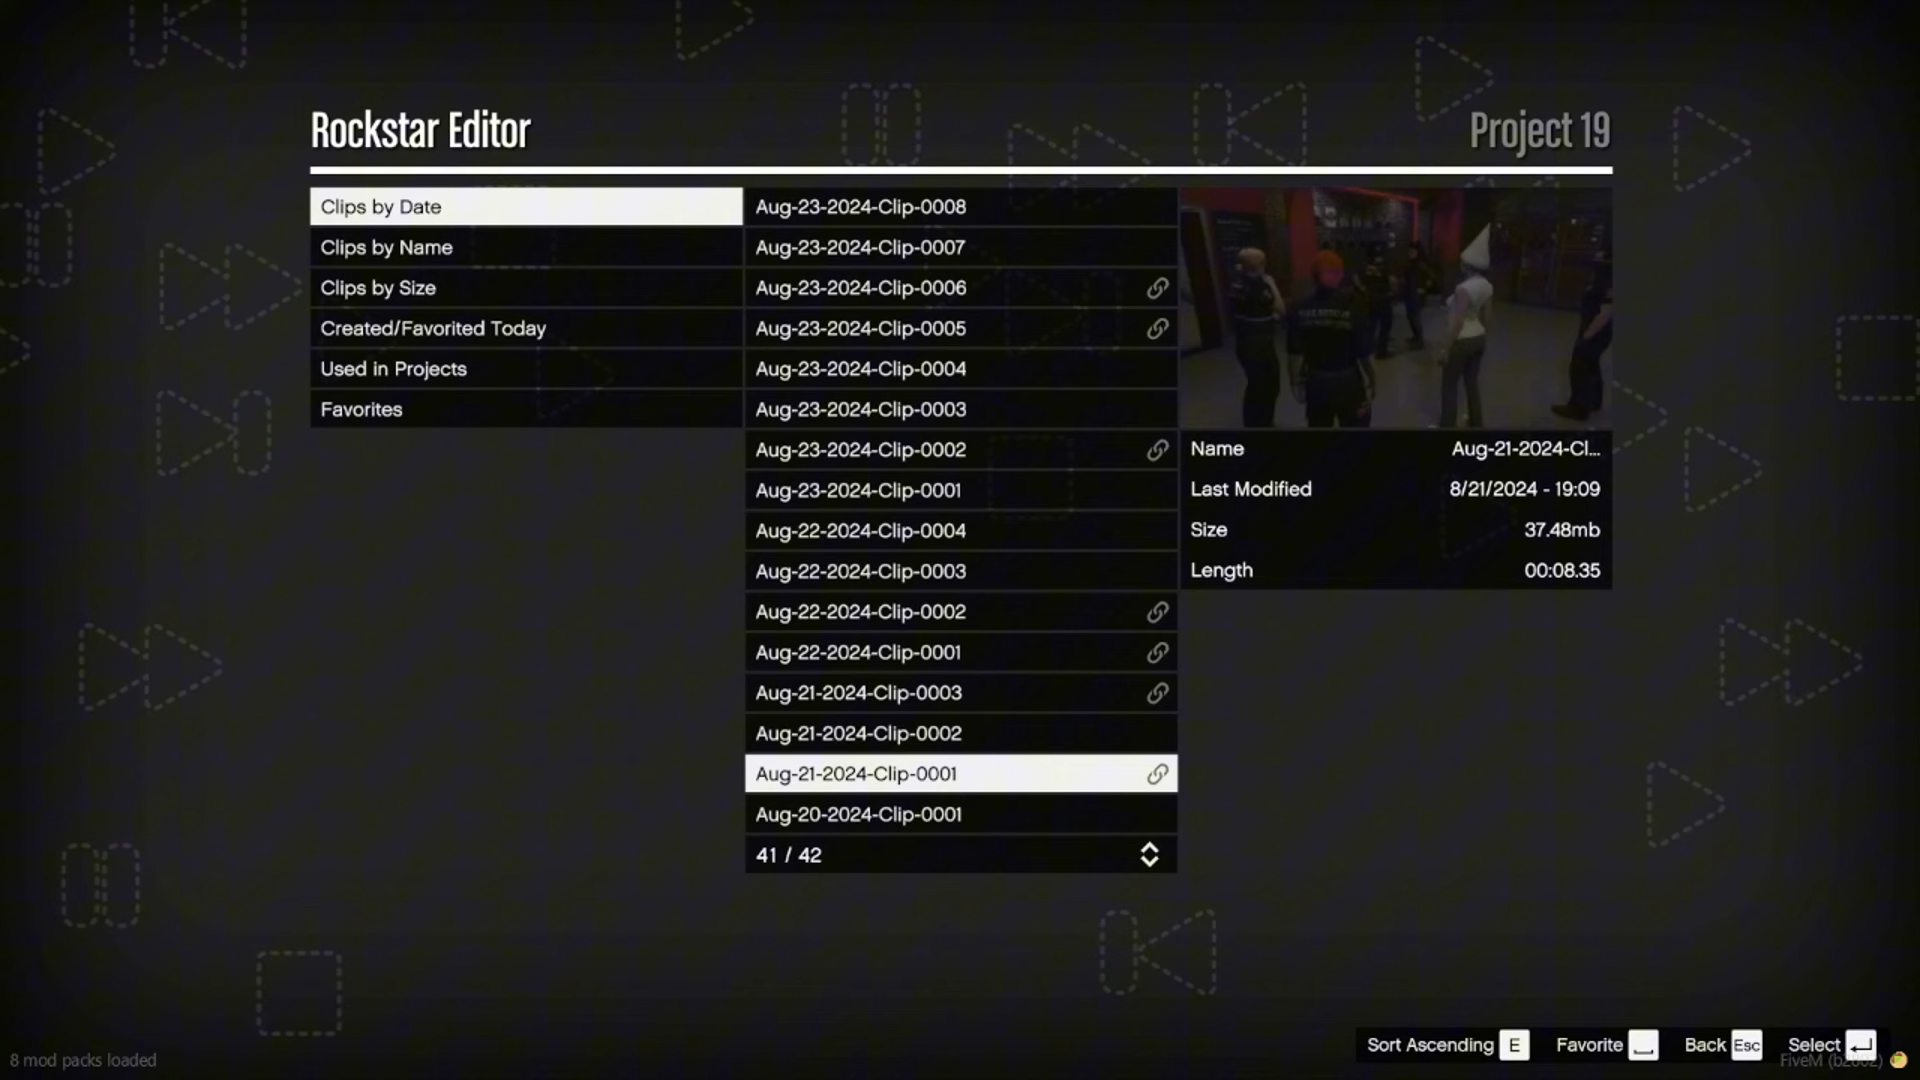 Rockstar Editor
Project 19
Clips by Date
Clips by Name
Clips by Size
Created/Favorited Today
Used in Projects
Favorites
Aug-23-2024-Clip-0008
Aug-23-2024-Clip-0007
Aug-23-2024-Clip-0006
Aug-23-2024-Clip-0005
Aug-23-2024-Clip-0004
Aug-23-2024-Clip-0003
Aug-23-2024-Clip-0002
Aug-23-2024-Clip-0001
Aug-22-2024-Clip-0004
Aug-22-2024-Clip-0003
Aug-22-2024-Clip-0002
Aug-22-2024-Clip-0001
Aug-21-2024-Clip-0003
Aug-21-2024-Clip-0002
Aug-21-2024-Clip-0001
Aug-20-2024-Clip-0001
41 / 42
Name Aug-21-2024-Cl...
Last Modified 8/21/2024 - 19:09
Size 37.48mb
Length 00:08.35
Sort Ascending E Favorite Back Esc Select
8 mod packs loaded
FiveM